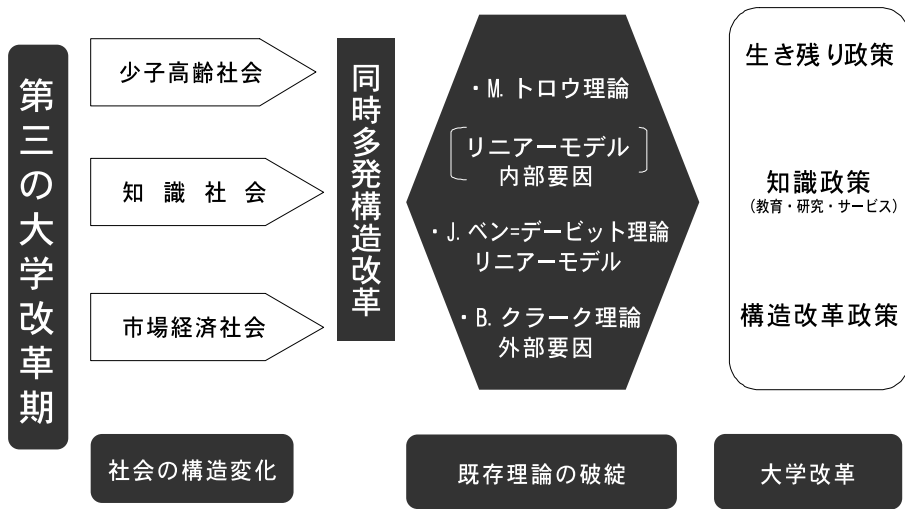 第三の大学改革期
少子高齢社会
知識社会
市場経済社会
同時多発構造改革
・M. トロウ理論
リニアーモデル
内部要因
・J. ベン=デービット理論
リニアーモデル
・B. クラーク理論
外部要因
生き残り政策
知識政策
（教育・研究・サービス）
構造改革政策
社会の構造変化
既存理論の破綻
大学改革